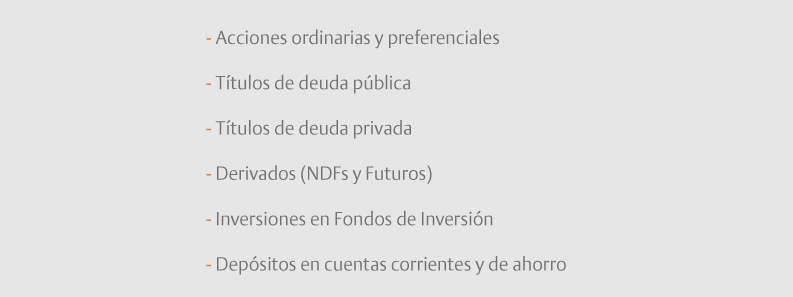 - Acciones ordinarias y preferenciales
- Títulos de deuda pública
- Títulos de deuda privada
- Derivados (NDFs y Futuros)
- Inversiones en Fondos de Inversión
- Depósitos en cuentas corrientes y de ahorro